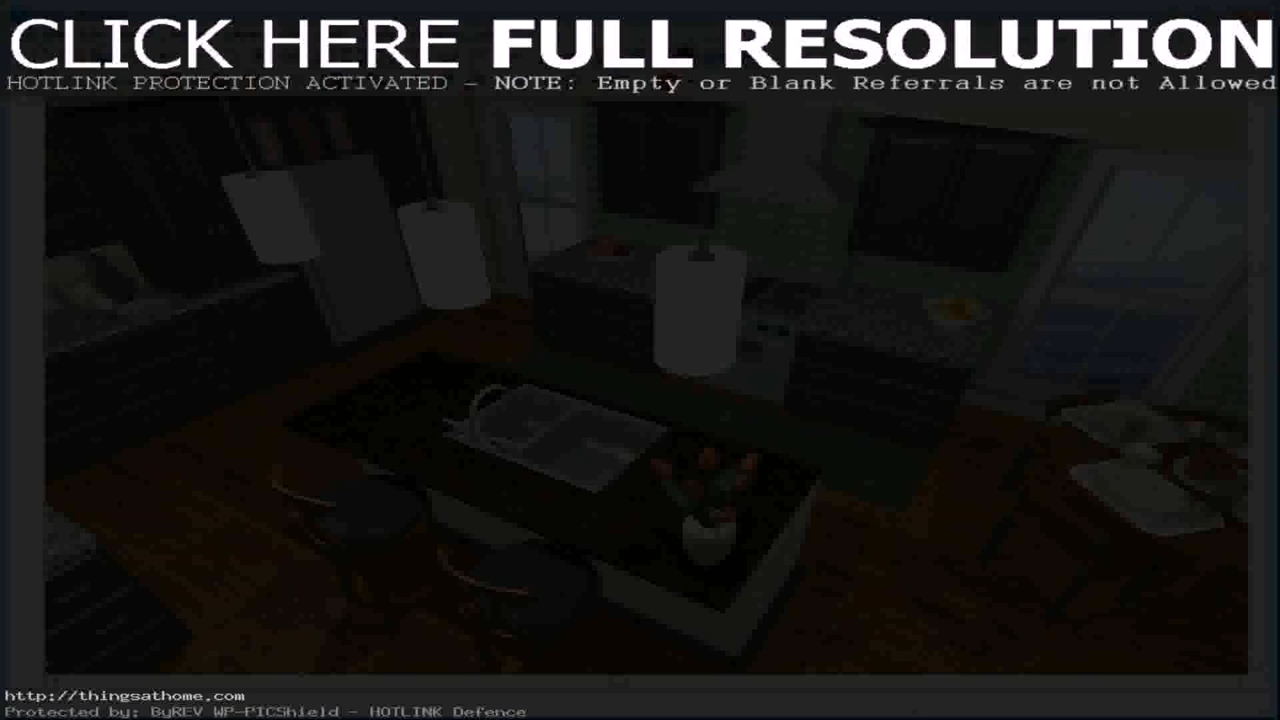 CLICK HERE FULL RESOLUTION
HOTLINK PROTECTION ACTIVATED - NOTE: Empty or Blank Referrals are not Allowed
http://thingsathome.com
Protected by: ByREV WP-PICShield - HOTLINK Defence